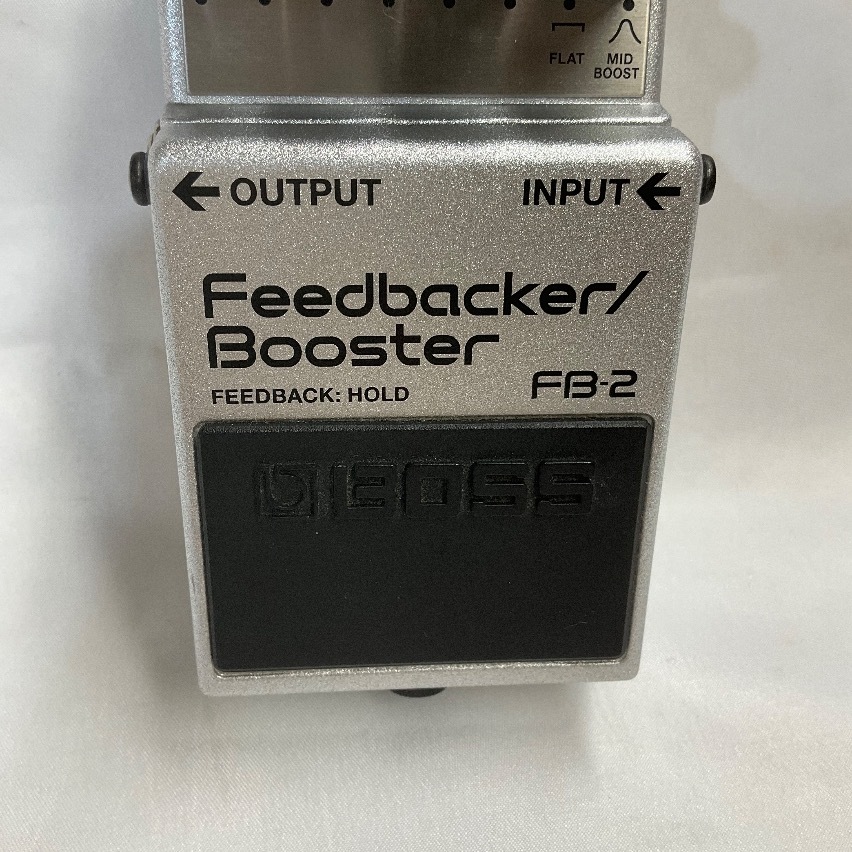 FLAT MID
BOOST
OUTPUT INPUT
Feedbacker/
Booster
FB-2
FEEDBACK: HOLD
BOSS